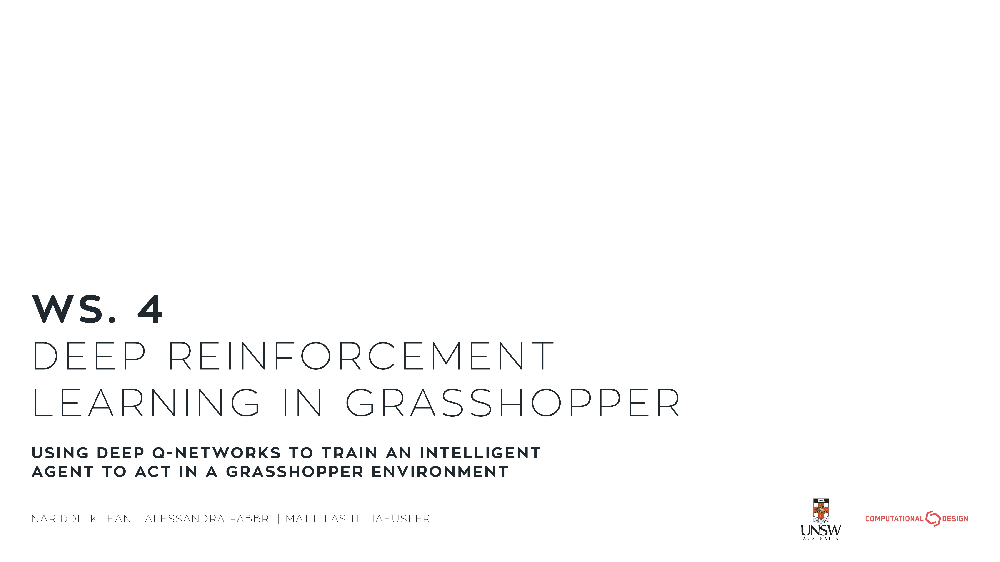 WS. 4
DEEP REINFORCEMENT
LEARNING IN GRASSHOPPER
USING DEEP Q-NETWORKS TO TRAIN AN INTELLIGENT
AGENT TO ACT IN A GRASSHOPPER ENVIRONMENT
NARIDDH KHEAN | ALESSANDRA FABBRI | MATTHIAS H. HAEUSLER
UNSW
AUSTRALIA
COMPUTATIONAL DESIGN